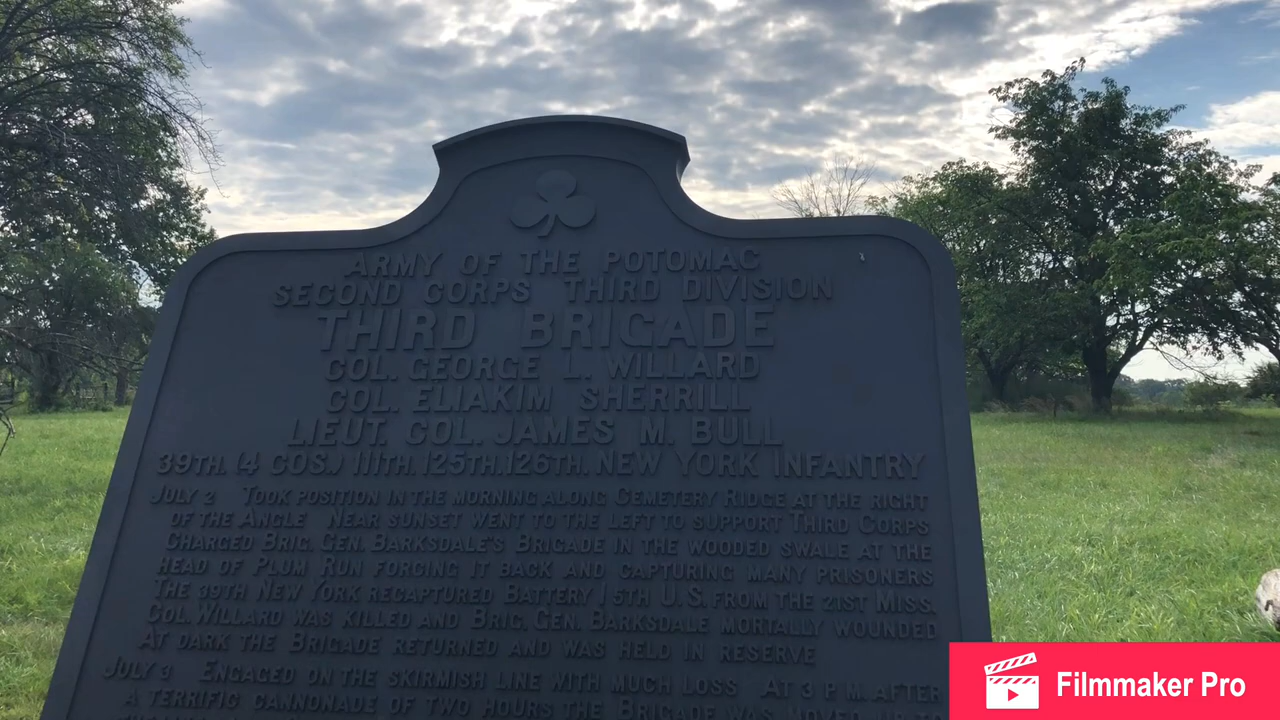 ARMY OF THE POTOMAC
SECOND CORPS THIRD DIVISION
THIRD BRIGADE
COL. GEORGE L. WILLARD
COL. ELIAKIM SHERRILL
LIEUT. COL. JAMES M. BULL
39TH. (4 COS.) 111TH. 125TH. 126TH. NEW YORK INFANTRY
JULY 2 TOOK POSITION IN THE MORNING ALONG CEMETERY RIDGE AT THE RIGHT
OF THE ANGLE NEAR SUNSET WENT TO THE LEFT TO SUPPORT THIRD CORPS
CHARGED BRIG. GEN. BARKSDALE'S BRIGADE IN THE WOODED SWALE AT THE
HEAD OF PLUM RUN FORCING IT BACK AND CAPTURING MANY PRISONERS
THE 39TH NEW YORK RECAPTURED BATTERY I 5TH U.S. FROM THE 21ST MISS.
COL. WILLARD WAS KILLED AND BRIG. GEN. BARKSDALE MORTALLY WOUNDED
AT DARK THE BRIGADE RETURNED AND WAS HELD IN RESERVE
JULY 3 ENGAGED ON THE SKIRMISH LINE WITH MUCH LOSS AT 3 P.M. AFTER
A TERRIFIC CANNONADE OF TWO HOURS THE BRIGADE WAS MOVED UP TO
Filmmaker Pro